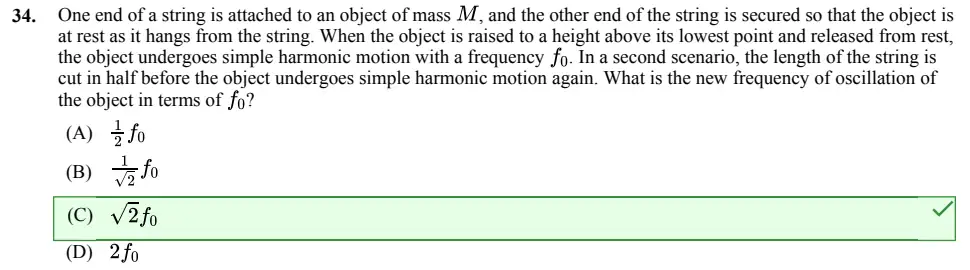 34. One end of a string is attached to an object of mass M, and the other end of the string is secured so that the object is
at rest as it hangs from the string. When the object is raised to a height above its lowest point and released from rest,
the object undergoes simple harmonic motion with a frequency f₀. In a second scenario, the length of the string is
cut in half before the object undergoes simple harmonic motion again. What is the new frequency of oscillation of
the object in terms of f₀?
(A) 1/2 f₀
(B) 1/√2 f₀
(C) √2f₀
(D) 2f₀